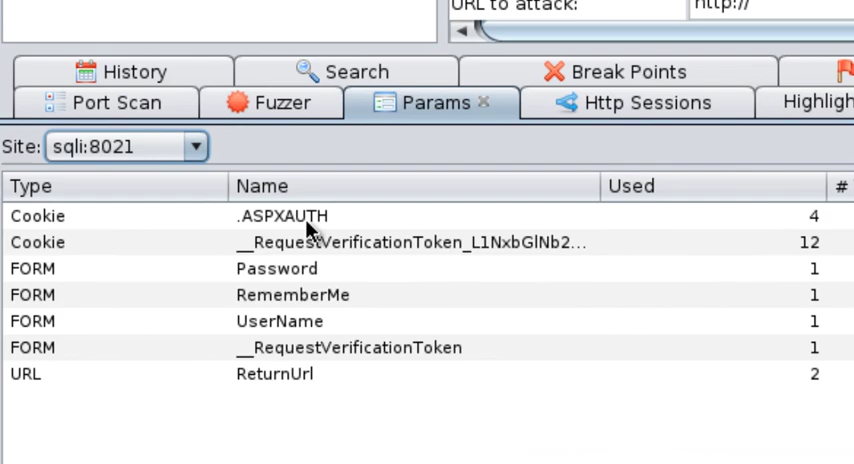 URL to attack: http://
History Search Break Points
Port Scan Fuzzer Params Http Sessions Highligh
Site: sqli:8021
Type Name Used #
Cookie .ASPXAUTH 4
Cookie __RequestVerificationToken_L1NxbGlNb2... 12
FORM Password 1
FORM RememberMe 1
FORM UserName 1
FORM __RequestVerificationToken 1
URL ReturnUrl 2